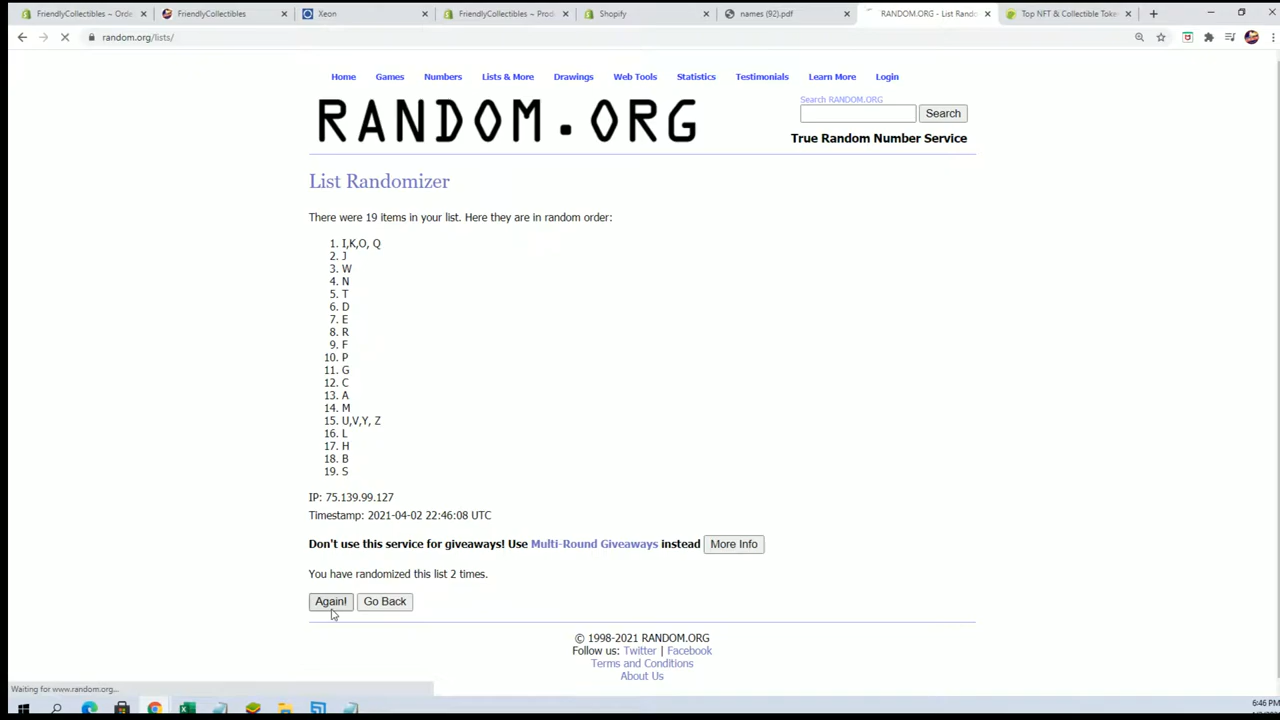 FriendlyCollectibles ~ Orde
FriendlyCollectibles
Xeon
FriendlyCollectibles ~ Prod
Shopify
names (92).pdf
RANDOM.ORG - List Rando
Top NFT & Collectible Toke
random.org/lists/
Home
Games
Numbers
Lists & More
Drawings
Web Tools
Statistics
Testimonials
Learn More
Login
RANDOM.ORG
Search RANDOM.ORG
Search
True Random Number Service
List Randomizer
There were 19 items in your list. Here they are in random order:
1. I,K,O, Q
2. J
3. W
4. N
5. T
6. D
7. E
8. R
9. F
10. P
11. G
12. C
13. A
14. M
15. U,V,Y, Z
16. L
17. H
18. B
19. S
IP: 75.139.99.127
Timestamp: 2021-04-02 22:46:08 UTC
Don't use this service for giveaways! Use Multi-Round Giveaways instead More Info
You have randomized this list 2 times.
Again! Go Back
© 1998-2021 RANDOM.ORG
Follow us: Twitter | Facebook
Terms and Conditions
About Us
Waiting for www.random.org...
6:46 PM